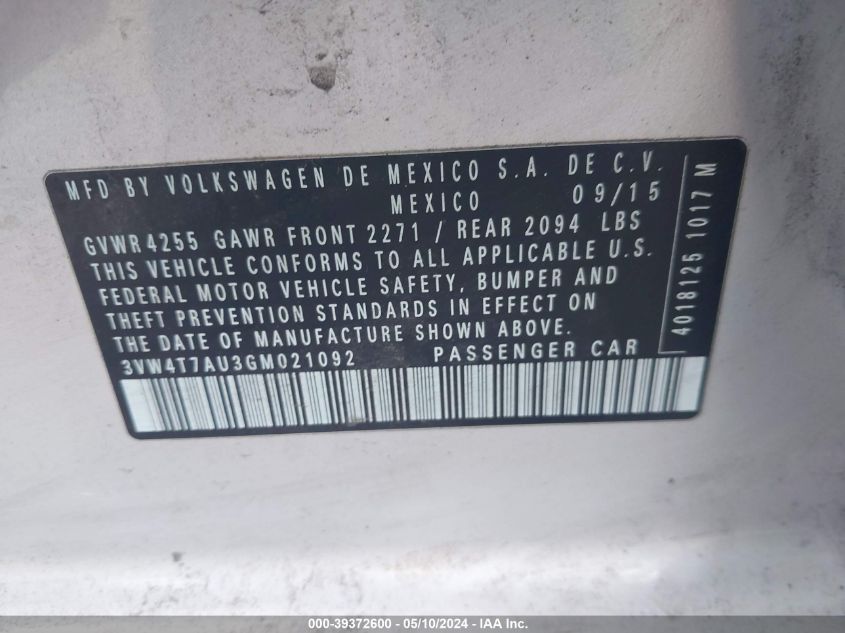 MFD BY VOLKSWAGEN DE MEXICO S.A. DE C.V.
MEXICO 09/15
GVWR 4255 GAWR FRONT 2271 / REAR 2094 LBS
THIS VEHICLE CONFORMS TO ALL APPLICABLE U.S.
FEDERAL MOTOR VEHICLE SAFETY, BUMPER AND
THEFT PREVENTION STANDARDS IN EFFECT ON
THE DATE OF MANUFACTURE SHOWN ABOVE.
3VW4T7AU3GM021092 PASSENGER CAR
4018125 1017 M
000-39372600 - 05/10/2024 - IAA Inc.